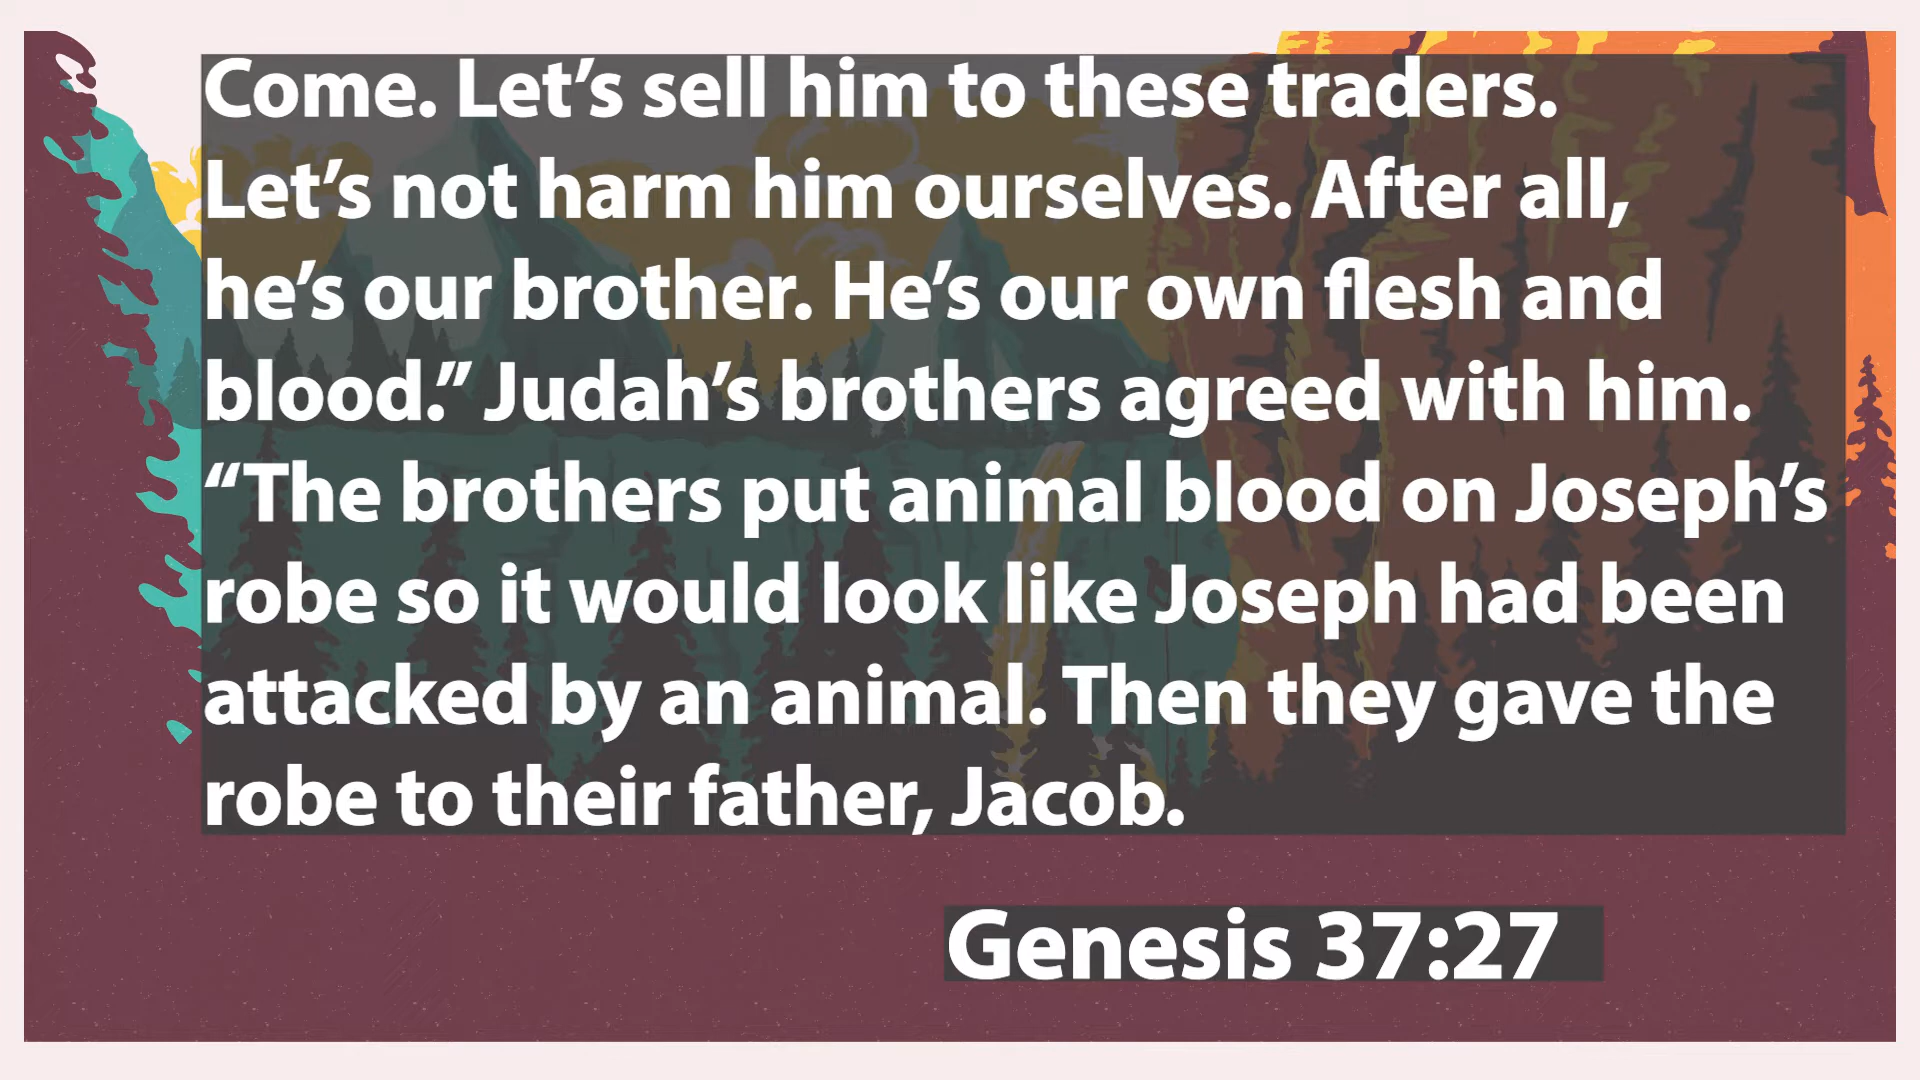 Come. Let’s sell him to these traders.
Let’s not harm him ourselves. After all,
he’s our brother. He’s our own flesh and
blood.” Judah’s brothers agreed with him.
“The brothers put animal blood on Joseph’s
robe so it would look like Joseph had been
attacked by an animal. Then they gave the
robe to their father, Jacob.
Genesis 37:27